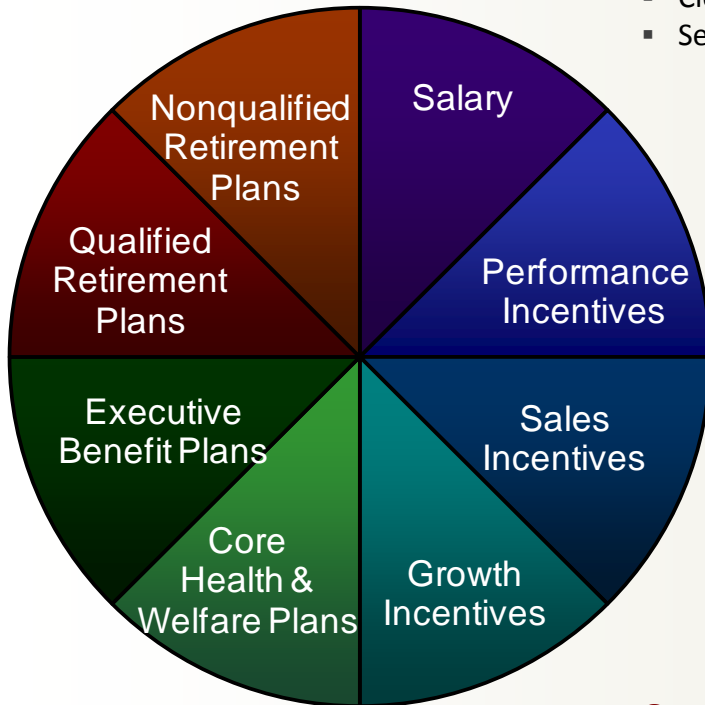 Salary
Performance
Incentives
Sales
Incentives
Growth
Incentives
Core
Health &
Welfare Plans
Executive
Benefit Plans
Qualified
Retirement
Plans
Nonqualified
Retirement
Plans